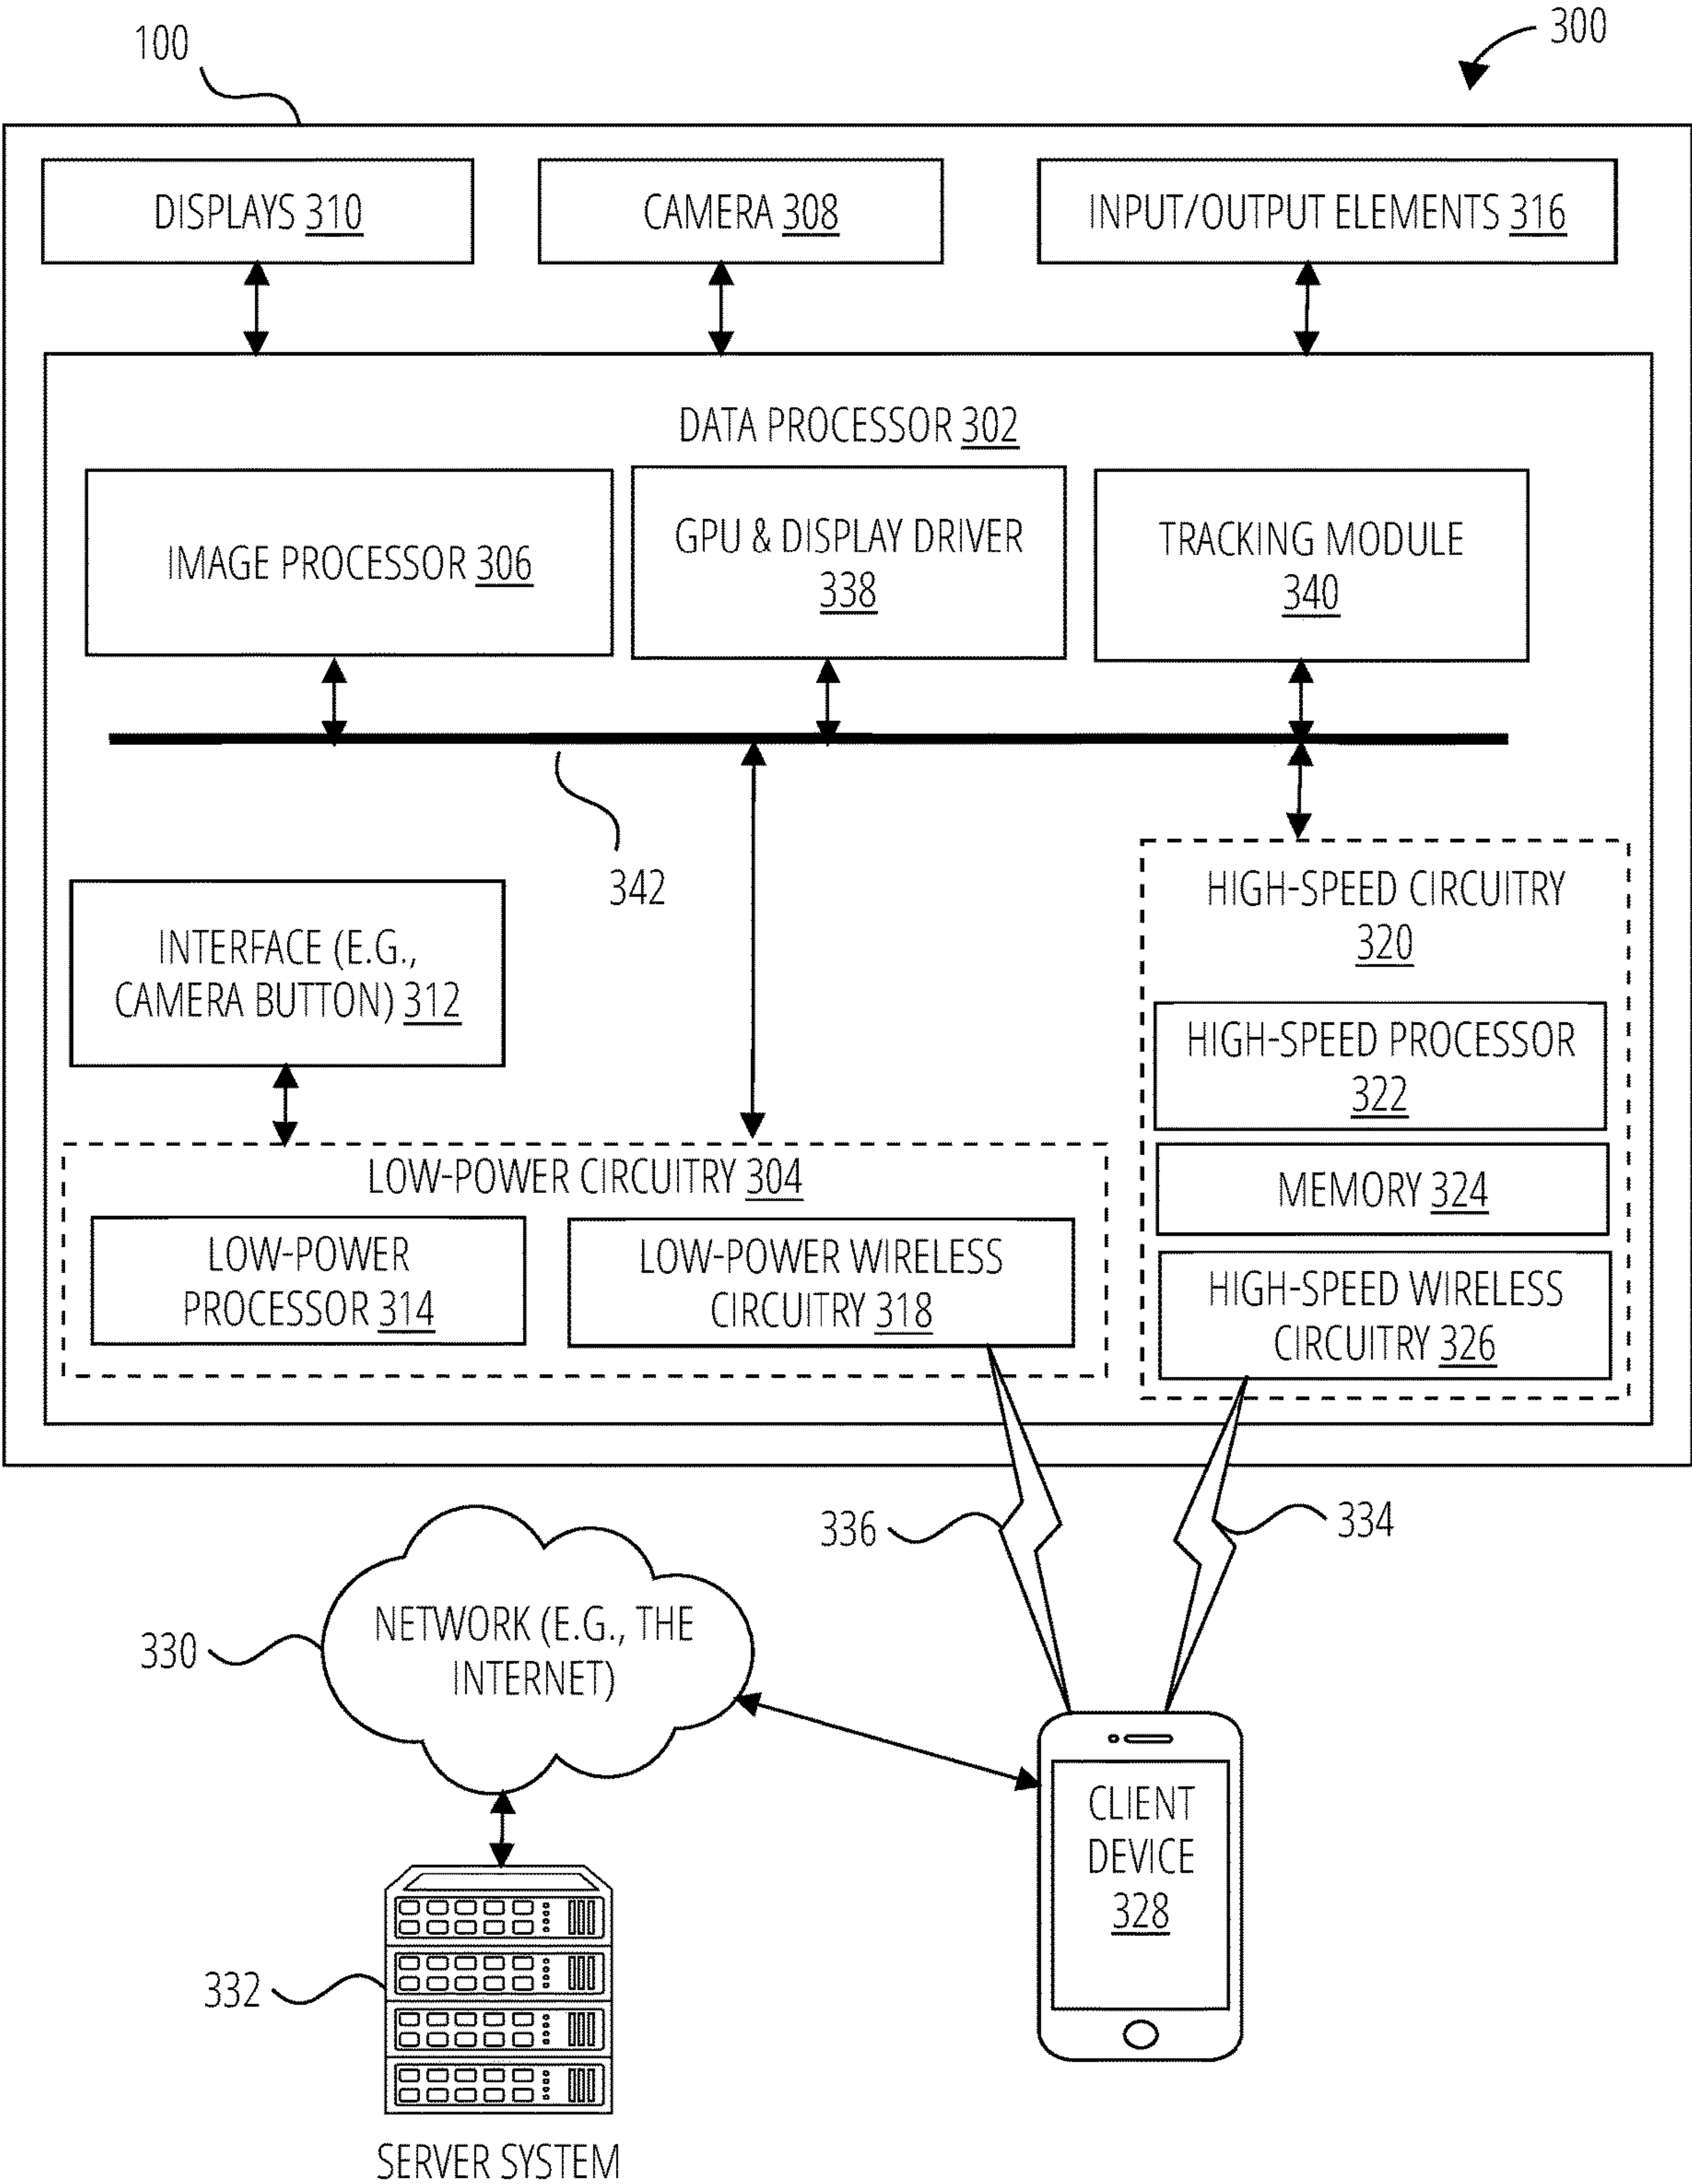 300
100
DISPLAYS 310
CAMERA 308
INPUT/OUTPUT ELEMENTS 316
DATA PROCESSOR 302
IMAGE PROCESSOR 306
GPU & DISPLAY DRIVER
338
TRACKING MODULE
340
342
INTERFACE (E.G.,
CAMERA BUTTON) 312
HIGH-SPEED CIRCUITRY
320
HIGH-SPEED PROCESSOR
322
MEMORY 324
HIGH-SPEED WIRELESS
CIRCUITRY 326
LOW-POWER CIRCUITRY 304
LOW-POWER
PROCESSOR 314
LOW-POWER WIRELESS
CIRCUITRY 318
336
334
330
NETWORK (E.G., THE
INTERNET)
CLIENT
DEVICE
328
332
SERVER SYSTEM